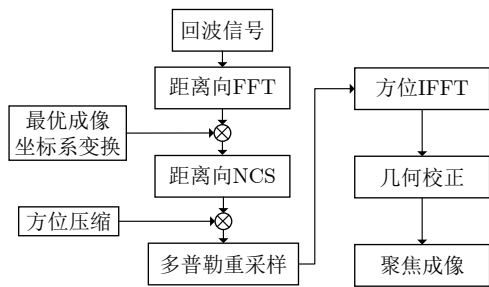 回波信号
距离向FFT
最优成像
坐标系变换
距离向NCS
方位压缩
多普勒重采样
方位IFFT
几何校正
聚焦成像